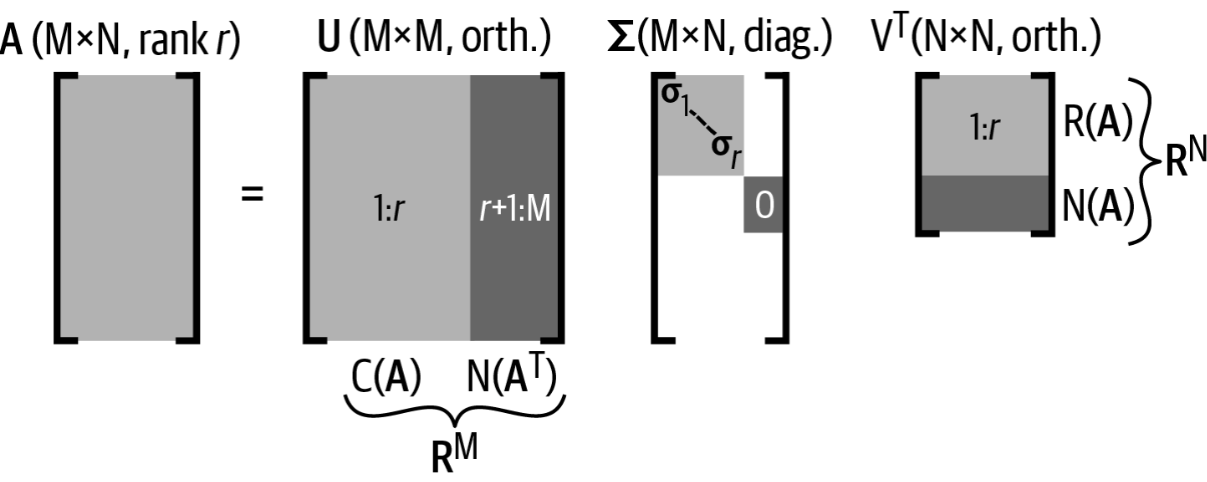 A (M×N, rank r)
U (M×M, orth.)
Σ(M×N, diag.)
Vᵀ(N×N, orth.)
=
1:r
r+1:M
σ₁
σᵣ
0
1:r
R(A)
N(A)
Rᴺ
C(A)
N(Aᵀ)
Rᴹ